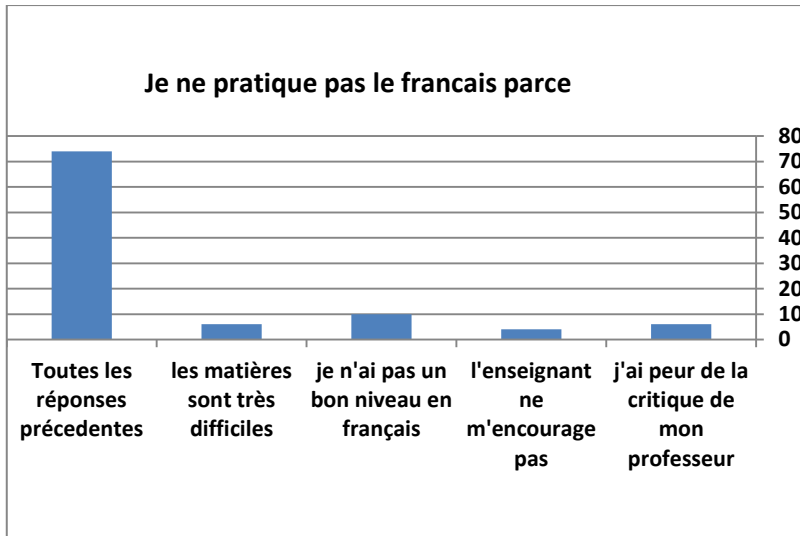 Je ne pratique pas le francais parce
80
70
60
50
40
30
20
10
0
Toutes les
réponses
précedentes
les matières
sont très
difficiles
je n'ai pas un
bon niveau en
français
l'enseignant
ne
m'encourage
pas
j'ai peur de la
critique de
mon
professeur